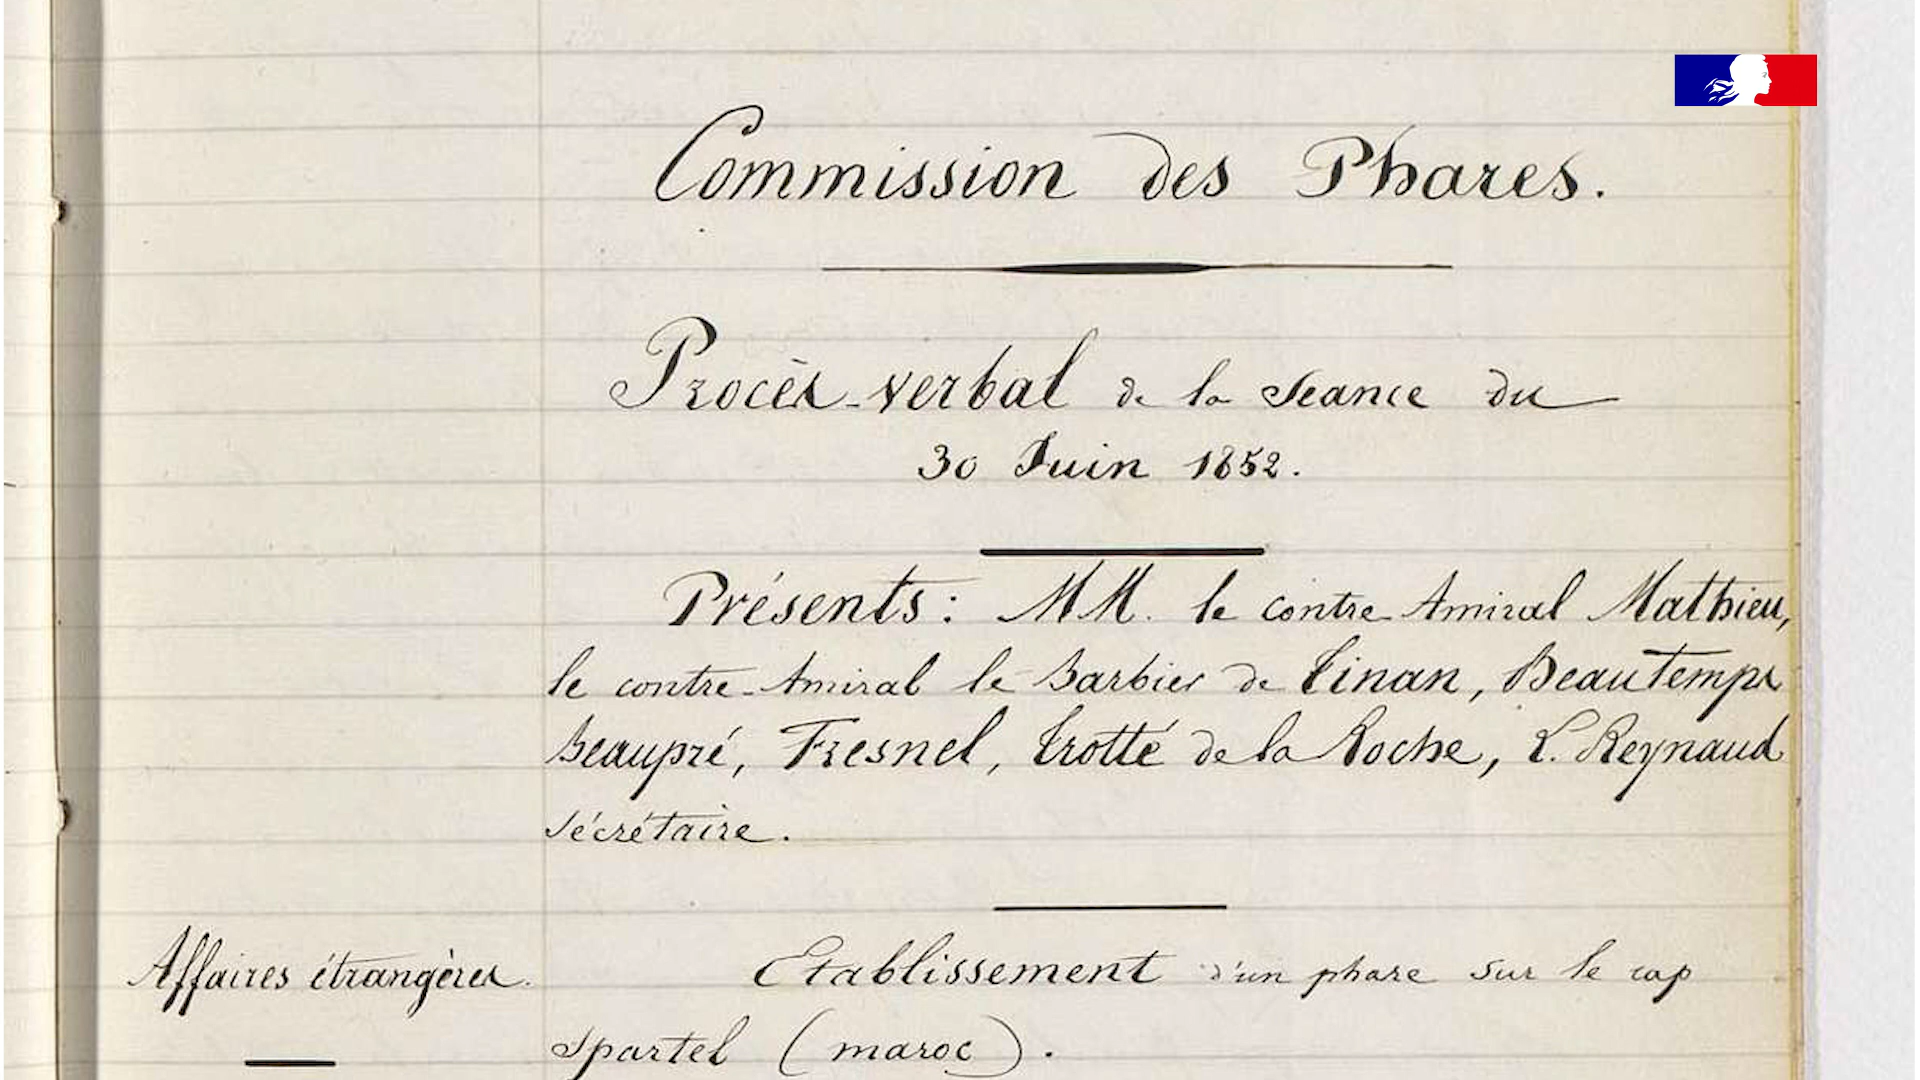 Commission des Phares.
Procès-verbal de la Séance du
30 Juin 1852.
Présents: MM. le contre Amiral Mathieu,
le contre-Amiral le Barbier de Tinan, Beautemps
Beaupré, Fresnel, Trotté de la Roche, L. Reynaud
sécrétaire.
Affaires étrangères.
Etablissement d'un phare sur le cap
Spartel (maroc).